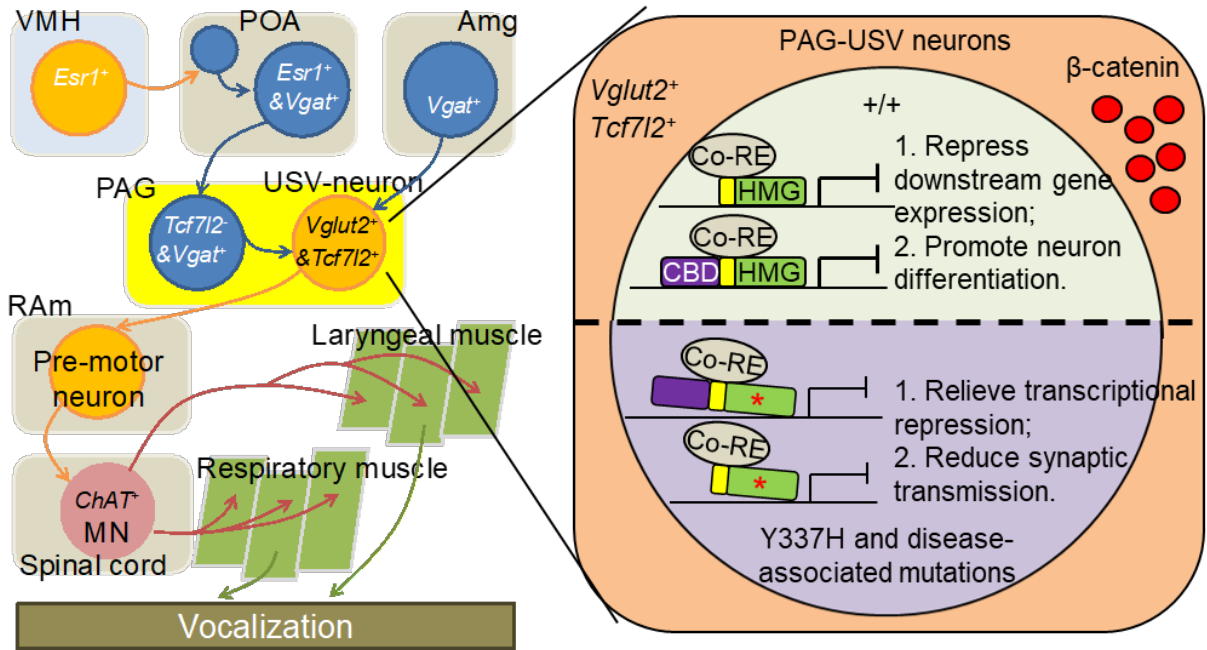 VMH
POA
Amg
Esr1⁺
Esr1⁺
&Vgat⁺
Vgat⁺
PAG
USV-neuron
Tcf7l2⁻
&Vgat⁺
Vglut2⁺
&Tcf7l2⁺
RAm
Pre-motor
neuron
Laryngeal muscle
Respiratory muscle
ChAT⁺
MN
Spinal cord
Vocalization
PAG-USV neurons
β-catenin
Vglut2⁺
Tcf7l2⁺
+/+
Co-RE
HMG
1. Repress
downstream gene
expression;
Co-RE
CBD
HMG
2. Promote neuron
differentiation.
Co-RE
*
1. Relieve transcriptional
repression;
Co-RE
*
2. Reduce synaptic
transmission.
Y337H and disease-
associated mutations